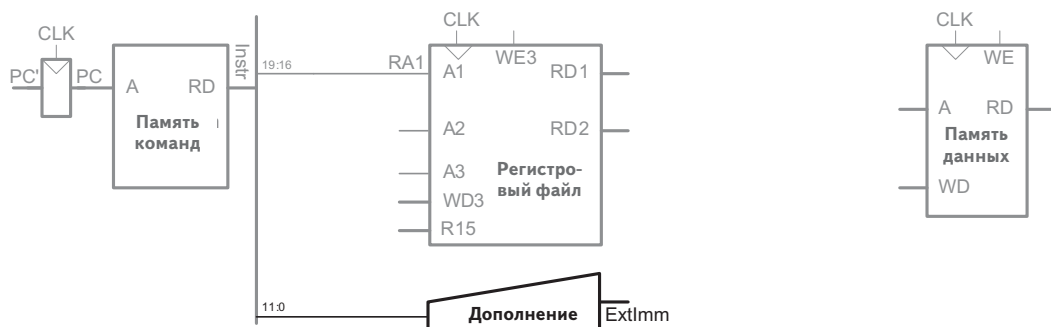 CLK
CLK
CLK
PC'
PC
A
RD
Instr
Память
команд
19:16
RA1
A1
WE3
RD1
A2
RD2
A3
WD3
R15
Регистро-
вый файл
WE
A
RD
Память
данных
WD
11:0
Дополнение
ExtImm